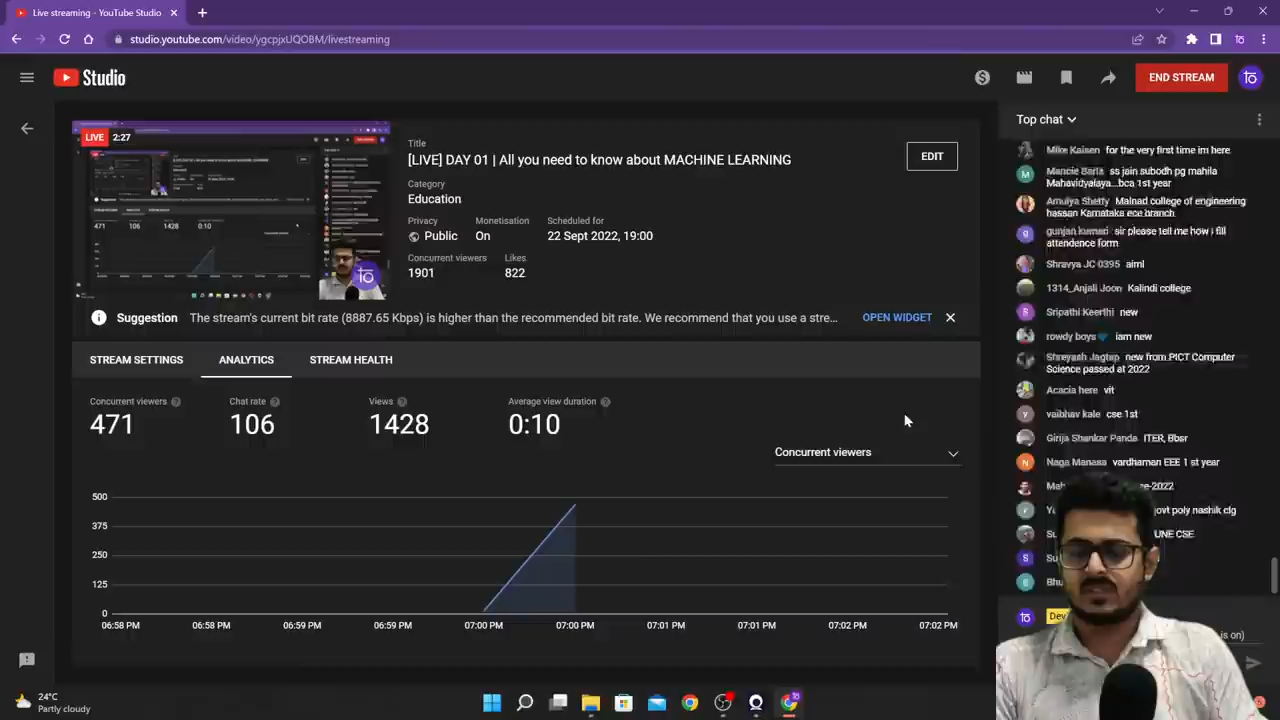 Live streaming - YouTube Studio
studio.youtube.com/video/ygcpjxUQOBM/livestreaming
Studio
END STREAM
LIVE 2:27
Title
[LIVE] DAY 01 | All you need to know about MACHINE LEARNING
EDIT
Category
Education
Privacy Monetisation Scheduled for
Public On 22 Sept 2022, 19:00
Concurrent viewers Likes
1901 822
Suggestion The stream's current bit rate (8887.65 Kbps) is higher than the recommended bit rate. We recommend that you use a stre... OPEN WIDGET
STREAM SETTINGS ANALYTICS STREAM HEALTH
Concurrent viewers Chat rate Views Average view duration
471 106 1428 0:10
Concurrent viewers
500
375
250
125
0
06:58 PM 06:58 PM 06:59 PM 06:59 PM 07:00 PM 07:00 PM 07:01 PM 07:01 PM 07:02 PM 07:02 PM
Top chat
Mike Kaisen for the very first time im here
Mancie Barla ss jain subodh pg mahila
Mahavidyalaya...bca 1st year
Amulya Shetty Malnad college of engineering
hassan Karnataka ece branch.
gunjan kumari sir please tell me how i fill
attendence form
Shravya JC 0395 aiml
1314_Anjali Joon Kalindi college
Sripathi Keerthi new
rowdy boys iam new
Shreyash Jagtap new from PICT Computer
Science passed at 2022
Acacia here vit
vaibhav kale cse 1st
Girija Shankar Panda ITER, Bbsr
Naga Manasa vardhaman EEE 1 st year
govt poly nashik clg
CSE
is on)
24°C
Partly cloudy